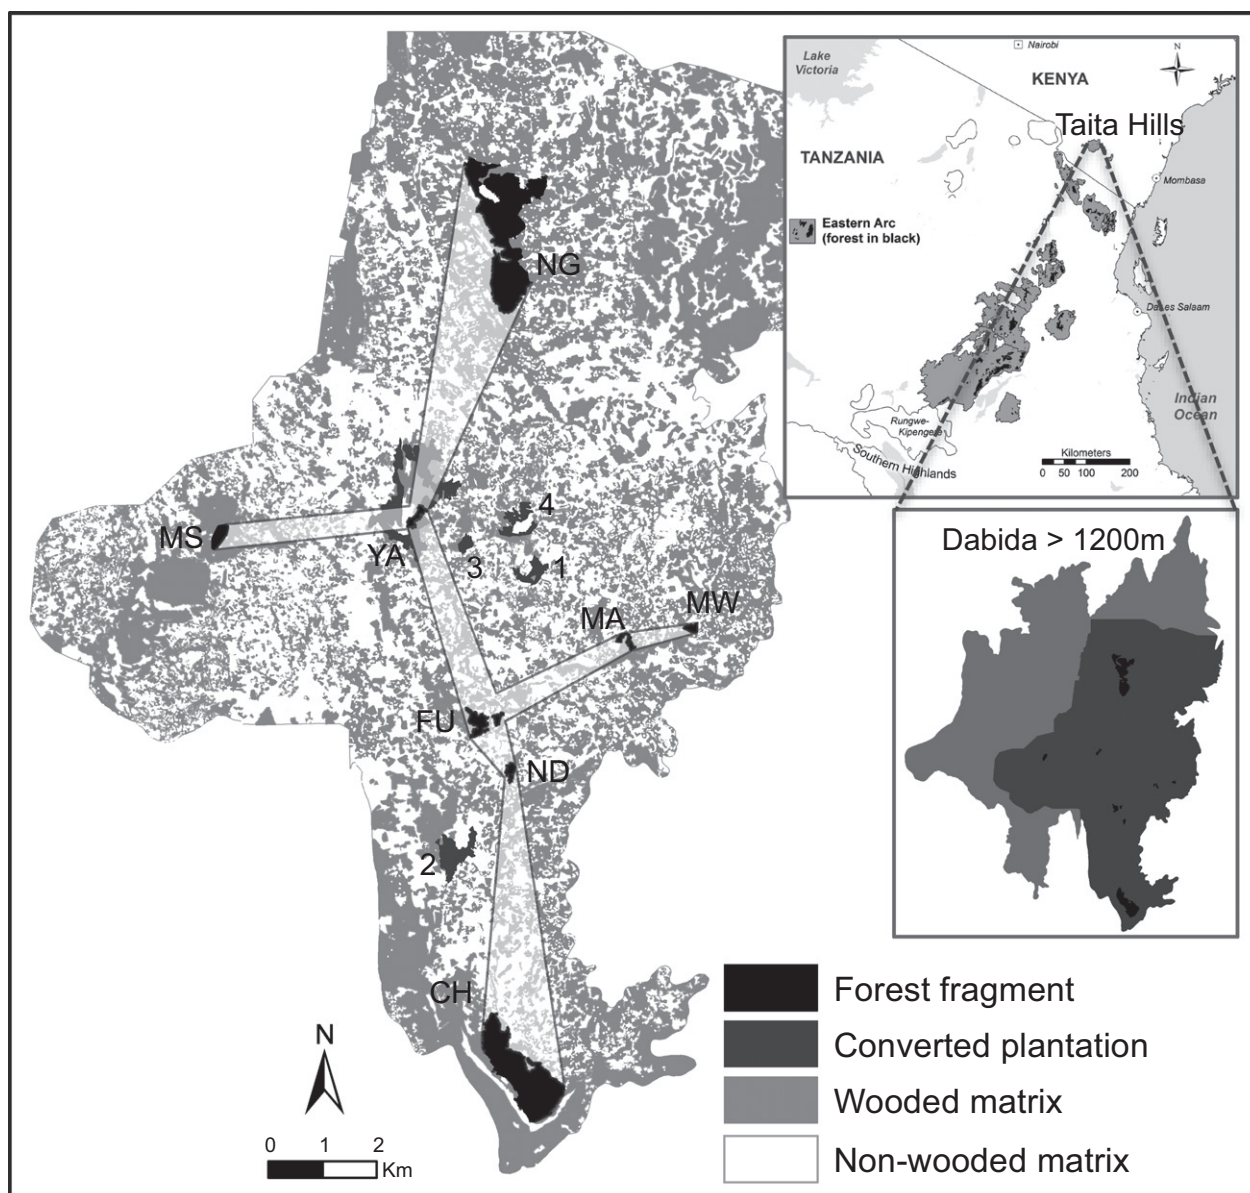 Nairobi
Lake
Victoria
KENYA
N
Taita Hills
TANZANIA
Mombasa
Eastern Arc
(forest in black)
Dar es Salaam
Indian
Ocean
Rungwe-
Kipengere
Southern Highlands
Kilometers
0 50 100 200
NG
MS
YA
4
3
1
MA
MW
FU
ND
2
CH
Dabida > 1200m
N
0 1 2
Km
Forest fragment
Converted plantation
Wooded matrix
Non-wooded matrix